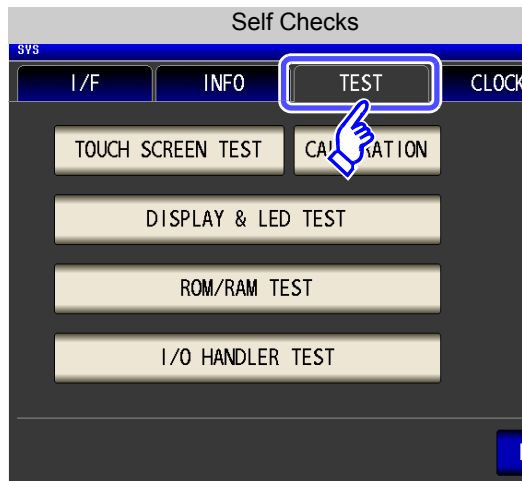 Self Checks
SYS
I/F INFO TEST CLOCK
TOUCH SCREEN TEST
DISPLAY & LED TEST
ROM/RAM TEST
I/O HANDLER TEST